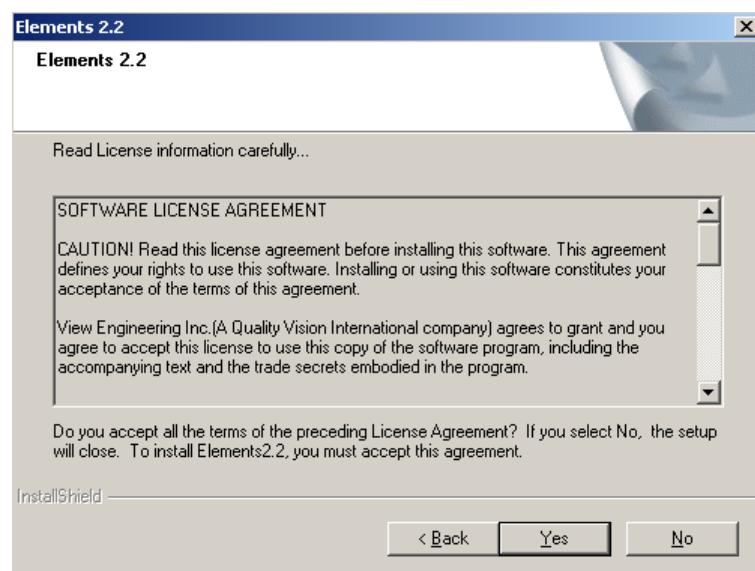 Elements 2.2
Elements 2.2
Read License information carefully...
SOFTWARE LICENSE AGREEMENT
CAUTION! Read this license agreement before installing this software. This agreement
defines your rights to use this software. Installing or using this software constitutes your
acceptance of the terms of this agreement.
View Engineering Inc.(A Quality Vision International company) agrees to grant and you
agree to accept this license to use this copy of the software program, including the
accompanying text and the trade secrets embodied in the program.
Do you accept all the terms of the preceding License Agreement? If you select No, the setup
will close. To install Elements2.2, you must accept this agreement.
InstallShield
< Back Yes No